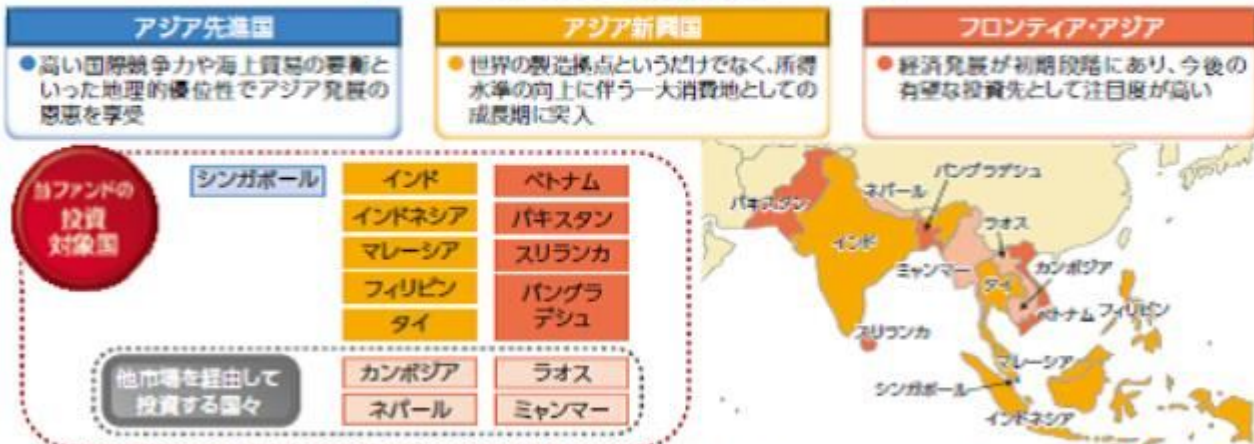 アジア先進国
●高い国際競争力や海上貿易の要衝と
いった地理的優位性でアジア発展の
恩恵を享受
アジア新興国
●世界の製造拠点というだけでなく、所得
水準の向上に伴う一大消費地としての
成長期に突入
フロンティア・アジア
●経済発展が初期段階にあり、今後の
有望な投資先として注目度が高い
当ファンドの
投資
対象国
シンガポール
インド
インドネシア
マレーシア
フィリピン
タイ
ベトナム
パキスタン
スリランカ
バングラ
デシュ
他市場を経由して
投資する国々
カンボジア
ラオス
ネパール
ミャンマー
バングラデシュ
ネパール
パキスタン
ラオス
インド
カンボジア
ミャンマー
タイ
ベトナム
フィリピン
スリランカ
マレーシア
シンガポール
インドネシア